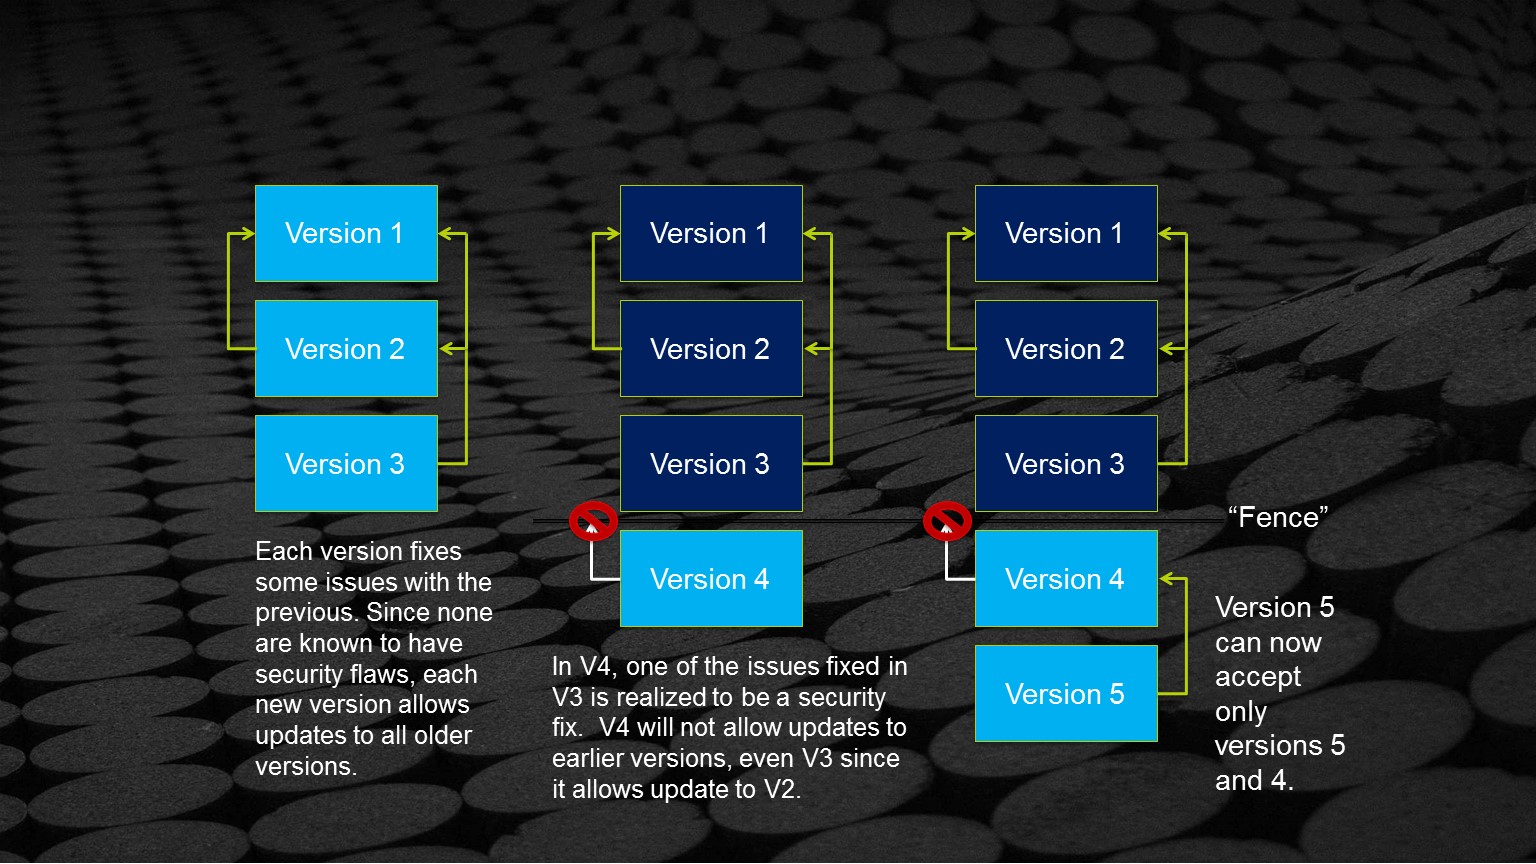 Version 1
Version 2
Version 3
Each version fixes
some issues with the
previous. Since none
are known to have
security flaws, each
new version allows
updates to all older
versions.
Version 1
Version 2
Version 3
Version 4
In V4, one of the issues fixed in
V3 is realized to be a security
fix.  V4 will not allow updates to
earlier versions, even V3 since
it allows update to V2.
Version 1
Version 2
Version 3
“Fence”
Version 4
Version 5
Version 5
can now
accept
only
versions 5
and 4.